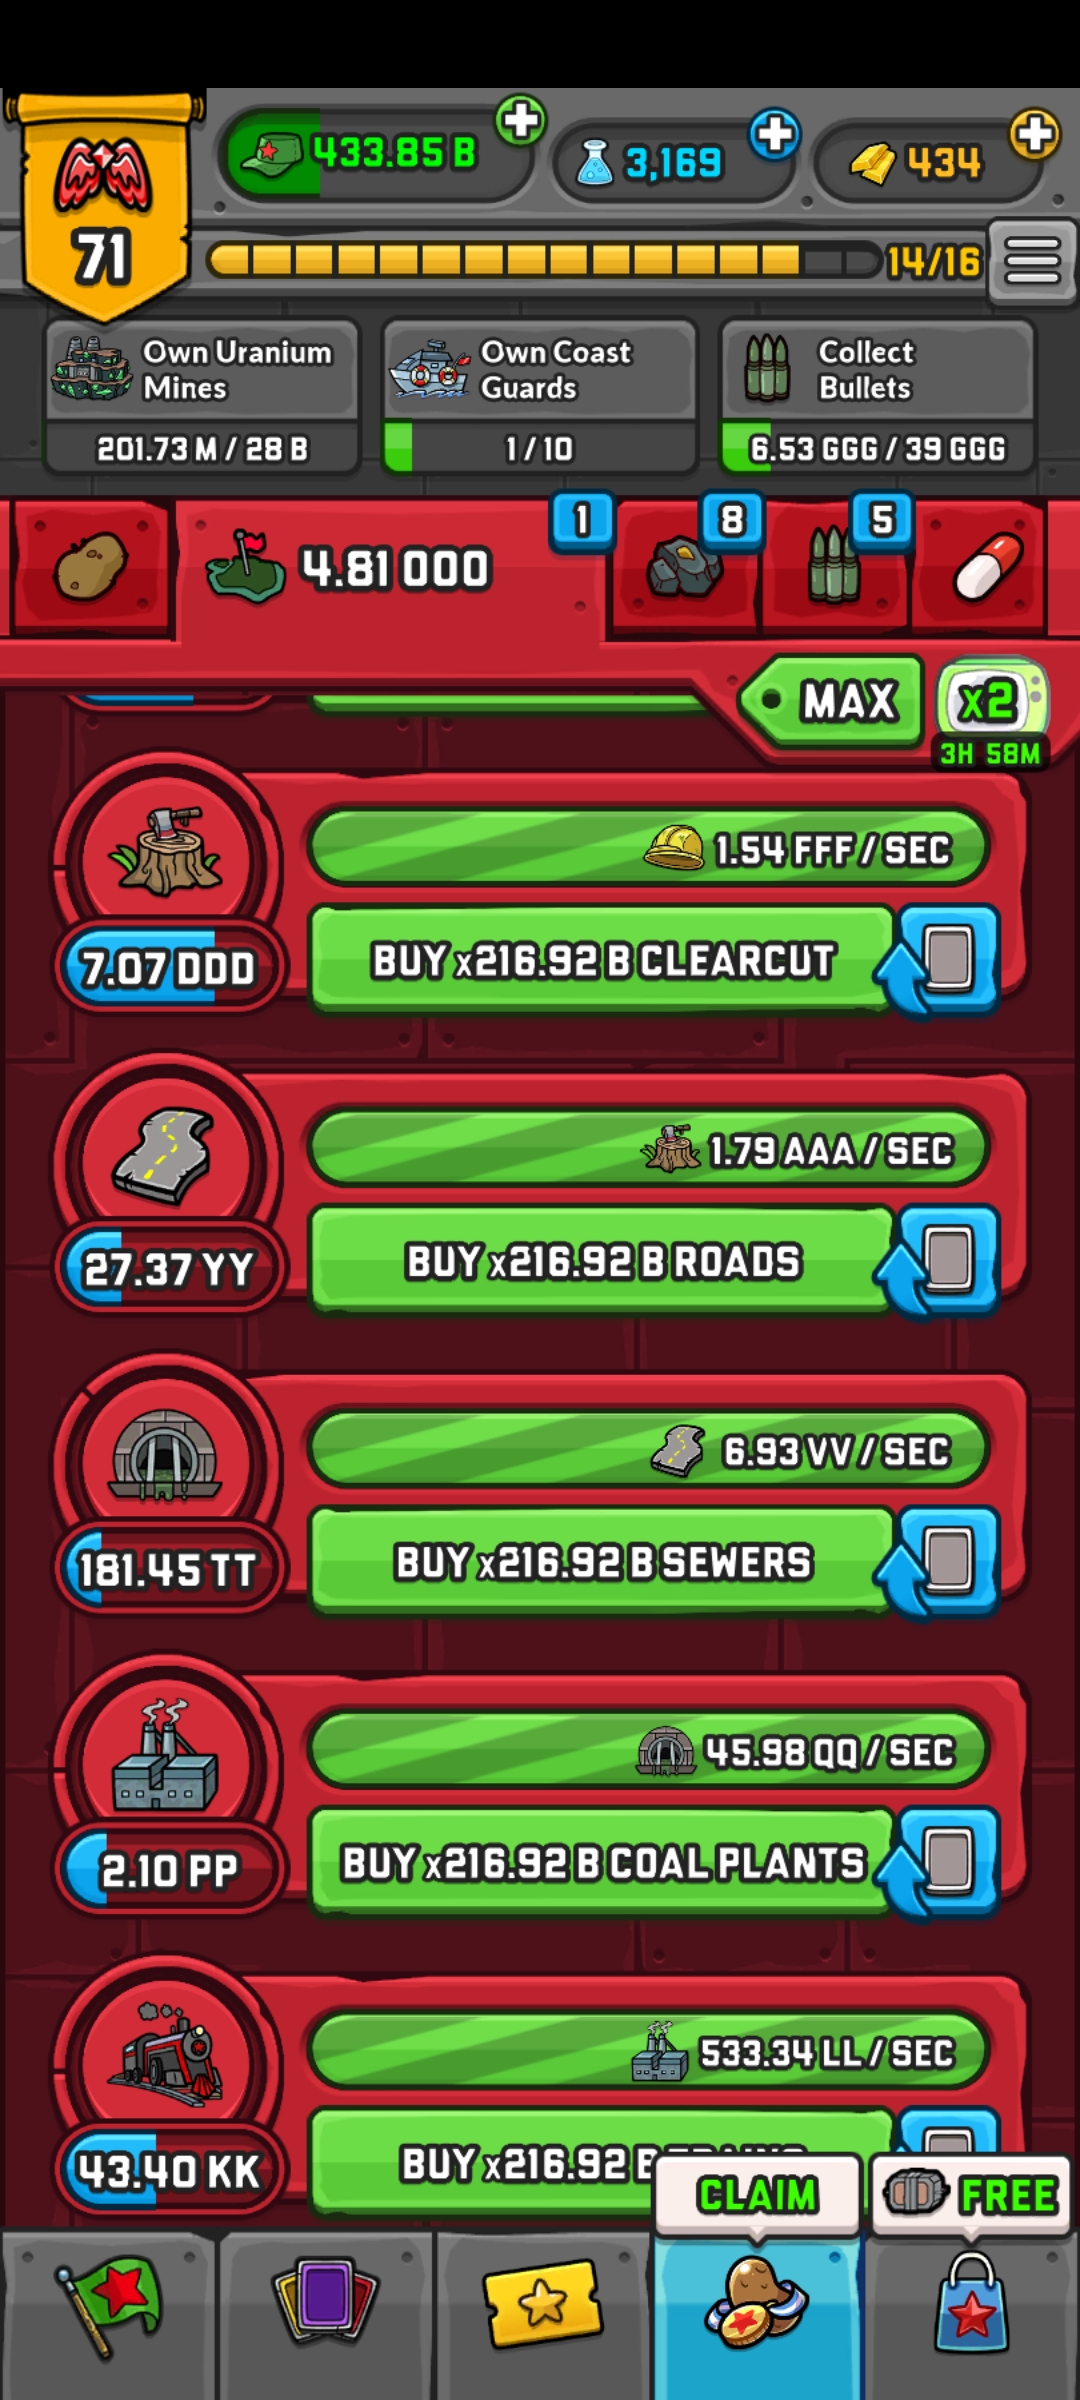 71
433.85 B
3,169
434
14/16
Own Uranium
Mines
201.73 M / 28 B
Own Coast
Guards
1 / 10
Collect
Bullets
6.53 GGG / 39 GGG
4.81 000
1
8
5
MAX
x2
3H 58M
1.54 FFF / SEC
7.07 DDD
BUY x216.92 B CLEARCUT
1.79 AAA / SEC
27.37 YY
BUY x216.92 B ROADS
6.93 VV / SEC
181.45 TT
BUY x216.92 B SEWERS
45.98 QQ / SEC
2.10 PP
BUY x216.92 B COAL PLANTS
533.34 LL / SEC
43.40 KK
BUY x216.92 B
CLAIM
FREE